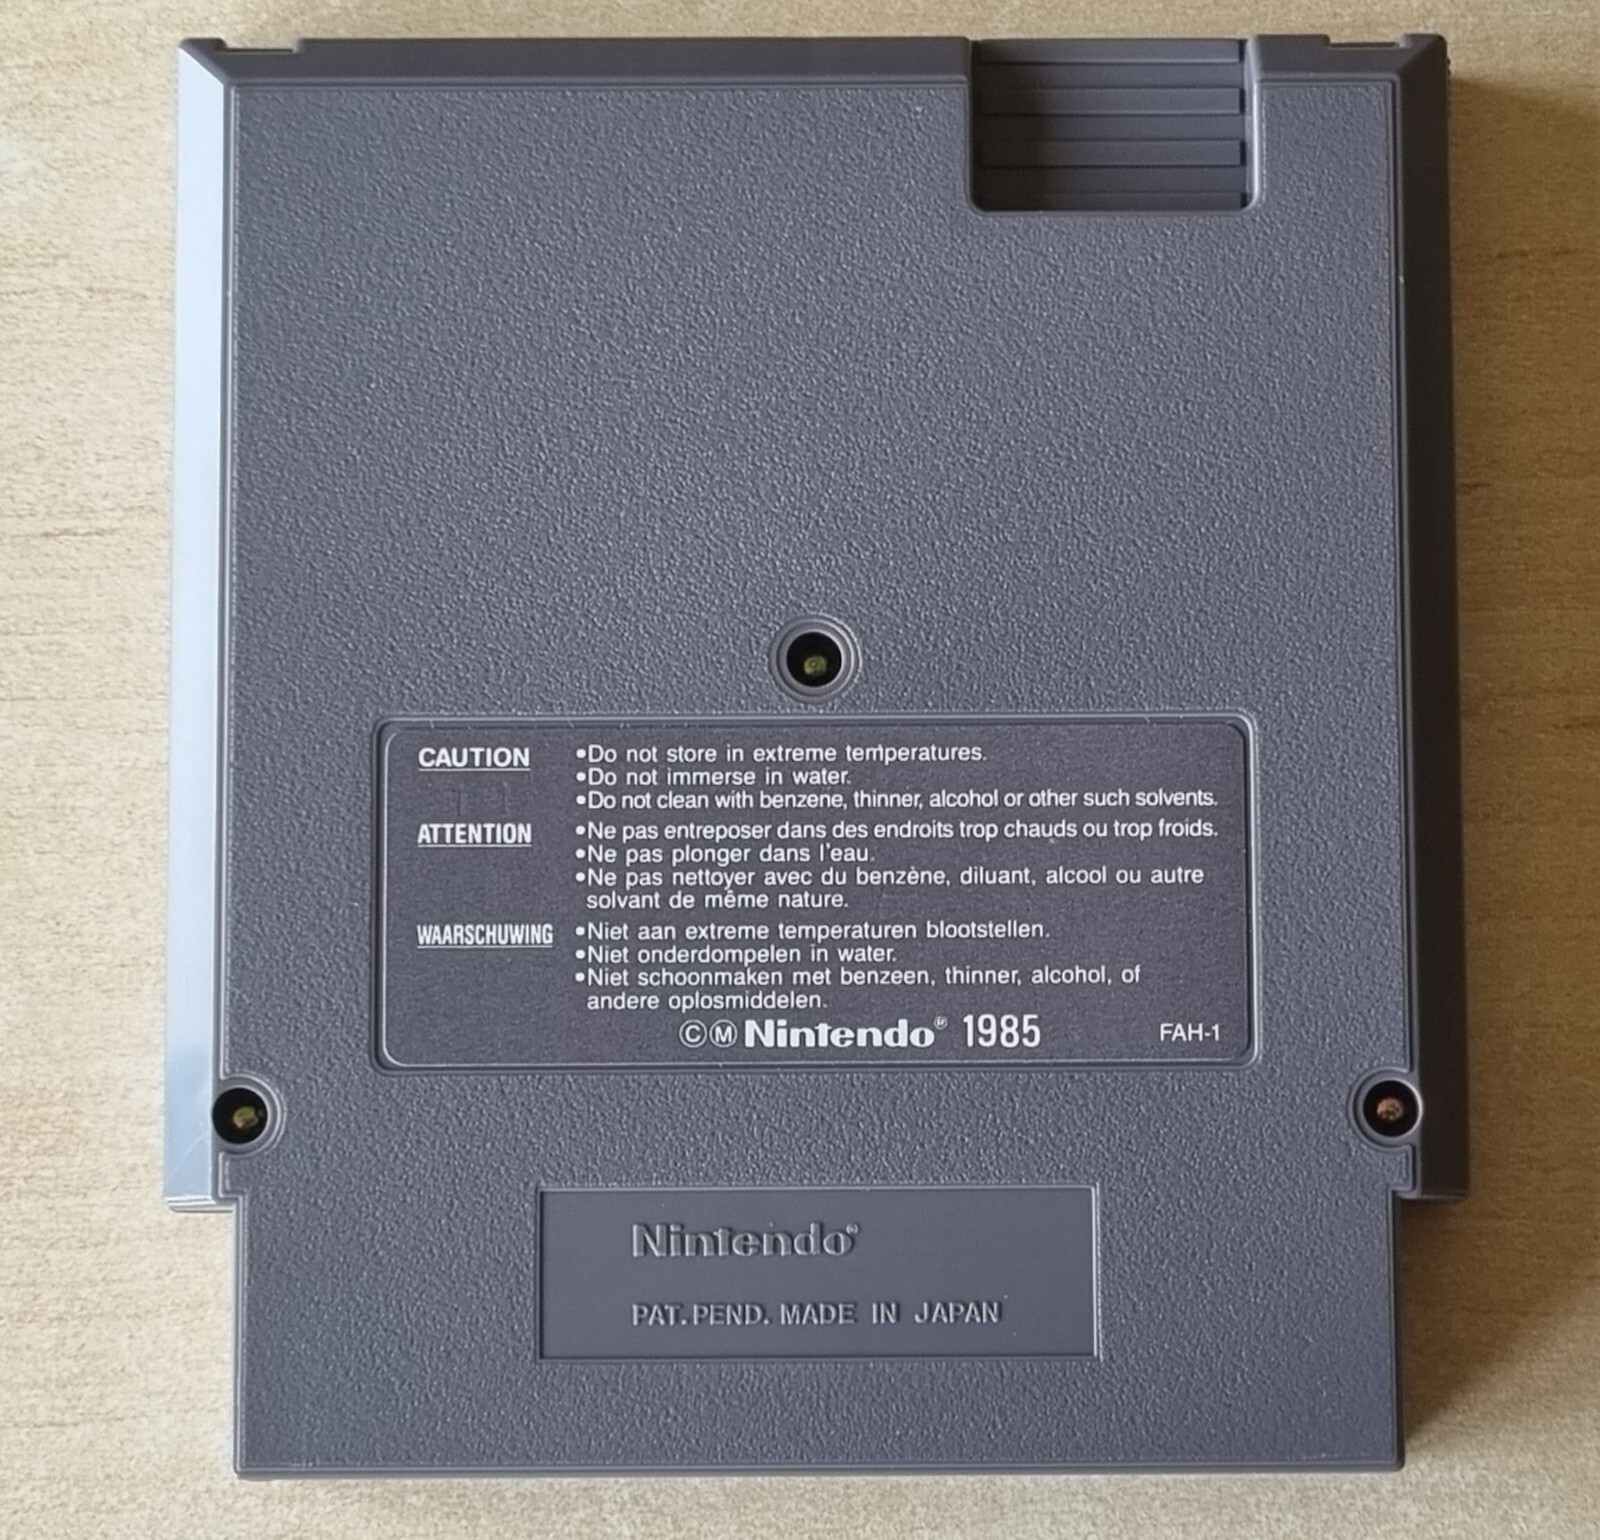 CAUTION •Do not store in extreme temperatures.
•Do not immerse in water.
•Do not clean with benzene, thinner, alcohol or other such solvents.
ATTENTION •Ne pas entreposer dans des endroits trop chauds ou trop froids.
•Ne pas plonger dans l'eau.
•Ne pas nettoyer avec du benzène, diluant, alcool ou autre
solvant de même nature.
WAARSCHUWING •Niet aan extreme temperaturen blootstellen.
•Niet onderdompelen in water.
•Niet schoonmaken met benzeen, thinner, alcohol, of
andere oplosmiddelen.
©Ⓜ Nintendo® 1985 FAH-1
Nintendo®
PAT. PEND. MADE IN JAPAN